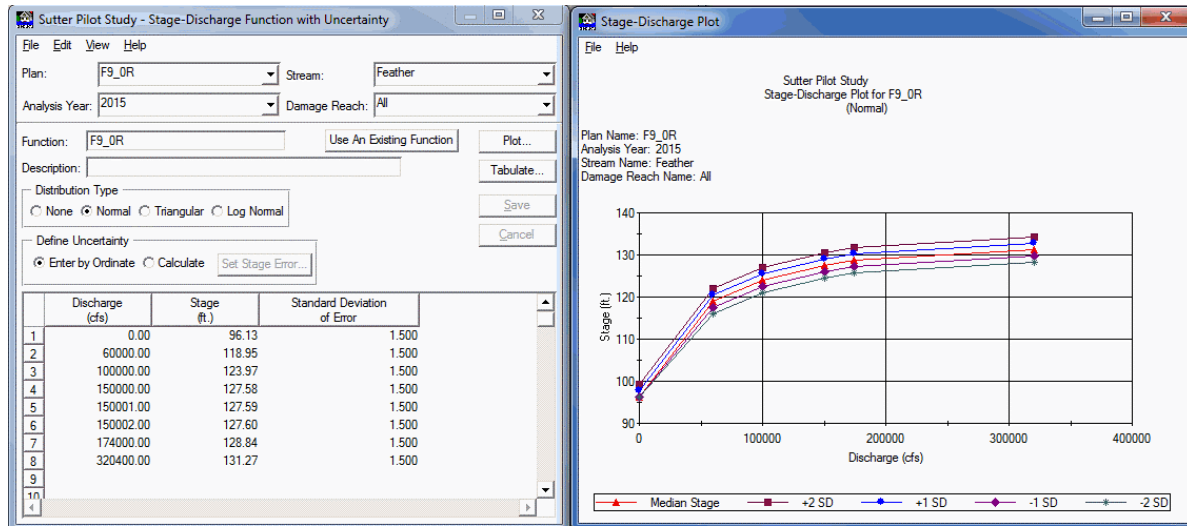 Sutter Pilot Study - Stage-Discharge Function with Uncertainty
File Edit View Help
Plan: F9_0R Stream: Feather
Analysis Year: 2015 Damage Reach: All
Function: F9_0R Use An Existing Function Plot...
Description: Tabulate...
Distribution Type
None Normal Triangular Log Normal Save
Cancel
Define Uncertainty
Enter by Ordinate Calculate Set Stage Error...
Discharge (cfs) Stage (ft.) Standard Deviation of Error
1 0.00 96.13 1.500
2 60000.00 118.95 1.500
3 100000.00 123.97 1.500
4 150000.00 127.58 1.500
5 150001.00 127.59 1.500
6 150002.00 127.60 1.500
7 174000.00 128.84 1.500
8 320400.00 131.27 1.500
9
10
Stage-Discharge Plot
File Help
Sutter Pilot Study
Stage-Discharge Plot for F9_0R
(Normal)
Plan Name: F9_0R
Analysis Year: 2015
Stream Name: Feather
Damage Reach Name: All
140
130
120
110
100
90
Stage (ft.)
0 100000 200000 300000 400000
Discharge (cfs)
Median Stage +2 SD +1 SD -1 SD -2 SD